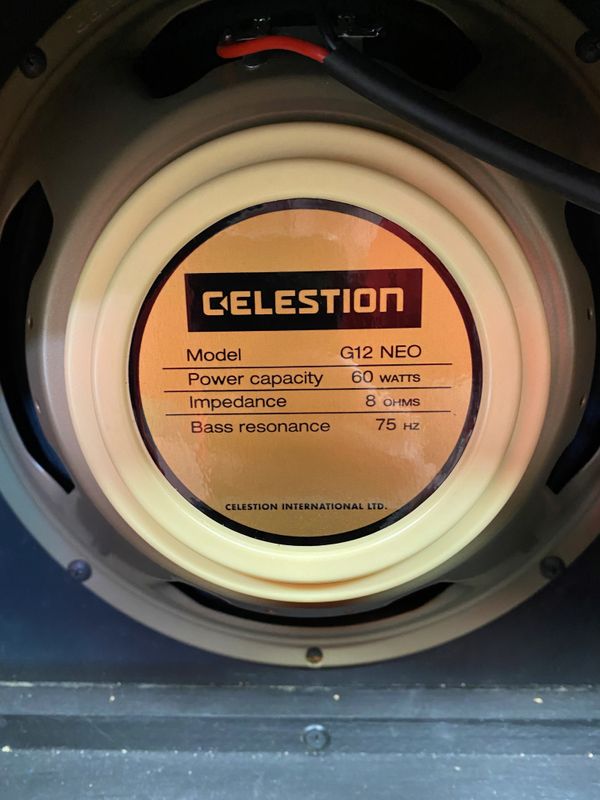 CELESTION
Model G12 NEO
Power capacity 60 WATTS
Impedance 8 OHMS
Bass resonance 75 HZ
CELESTION INTERNATIONAL LTD.